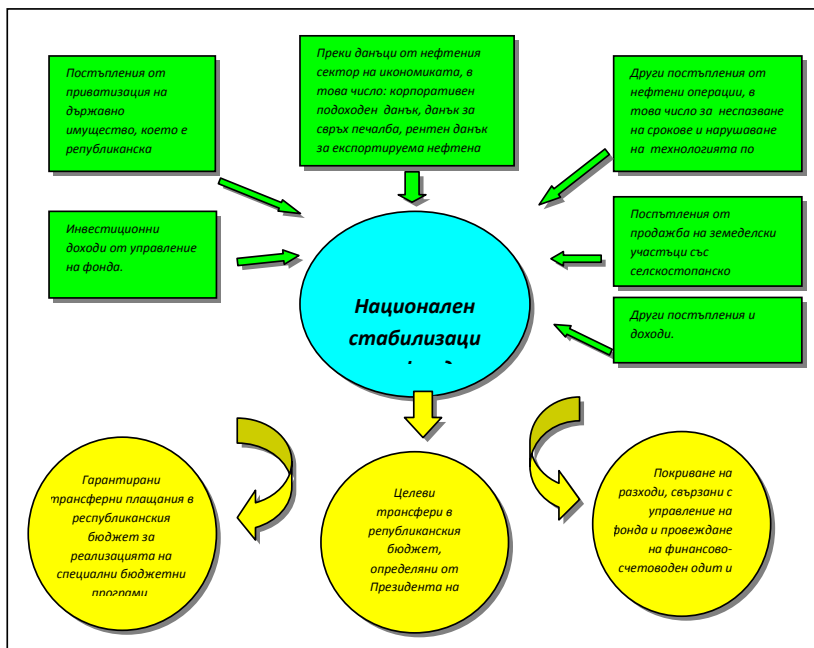 Постъпления от
приватизация на
държавно
имущество, което е
републиканска
Преки данъци от нефтения
сектор на икономиката, в
това число: корпоративен
подоходен данък, данък за
свръх печалба, рентен данък
за експортируема нефтена
Други постъпления от
нефтени операции, в
това число за неспазване
на срокове и нарушаване
на технологията по
Инвестиционни
доходи от управление
на фонда.
Поспътления от
продажба на земеделски
участъци със
селскостопанско
Други постъпления и
доходи.
Национален
стабилизаци
Гарантирани
трансферни плащания в
республиканския
бюджет за
реализацията на
специални бюджетни
програми
Целеви
трансфери в
републиканския
бюджет,
определяни от
Президента на
Покриване на
разходи, свързани с
управление на
фонда и провеждане
на финансово-
счетоводен одит и